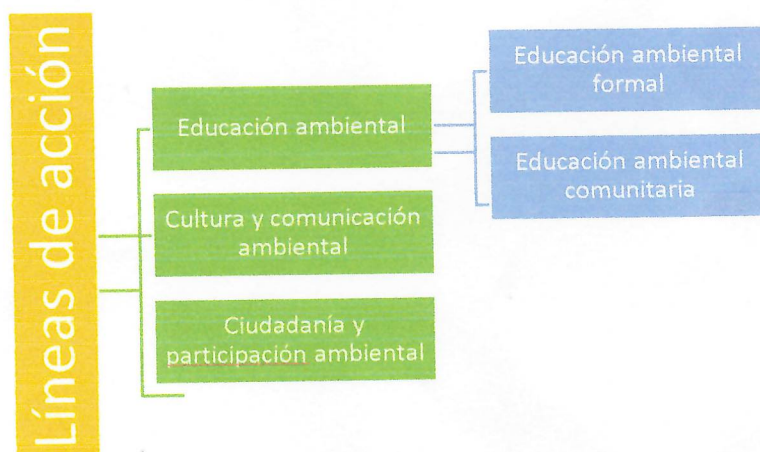 Líneas de acción
Educación ambiental
Cultura y comunicación
ambiental
Ciudadanía y
participación ambiental
Educación ambiental
formal
Educación ambiental
comunitaria